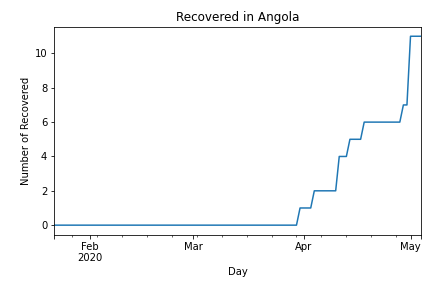 Recovered in Angola
Number of Recovered
10
8
6
4
2
0
Feb
2020
Mar
Apr
May
Day